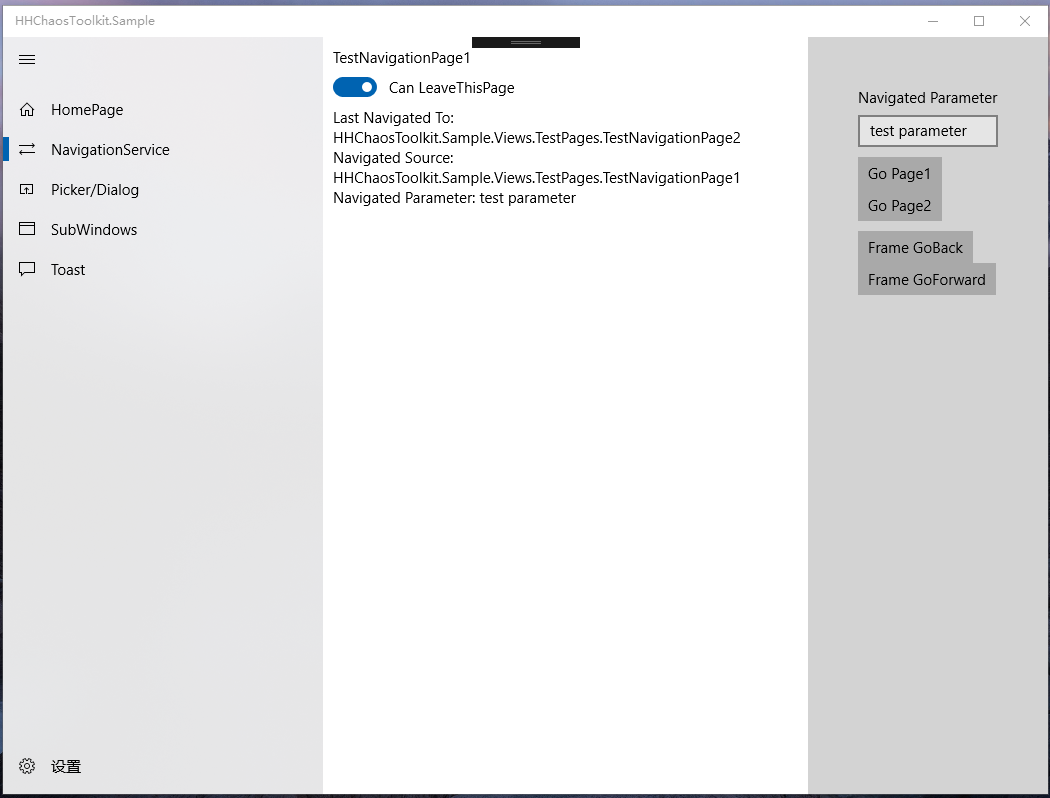 HHChaosToolkit.Sample
HomePage
NavigationService
Picker/Dialog
SubWindows
Toast
设置
TestNavigationPage1
Can LeaveThisPage
Last Navigated To:
HHChaosToolkit.Sample.Views.TestPages.TestNavigationPage2
Navigated Source:
HHChaosToolkit.Sample.Views.TestPages.TestNavigationPage1
Navigated Parameter: test parameter
Navigated Parameter
test parameter
Go Page1
Go Page2
Frame GoBack
Frame GoForward